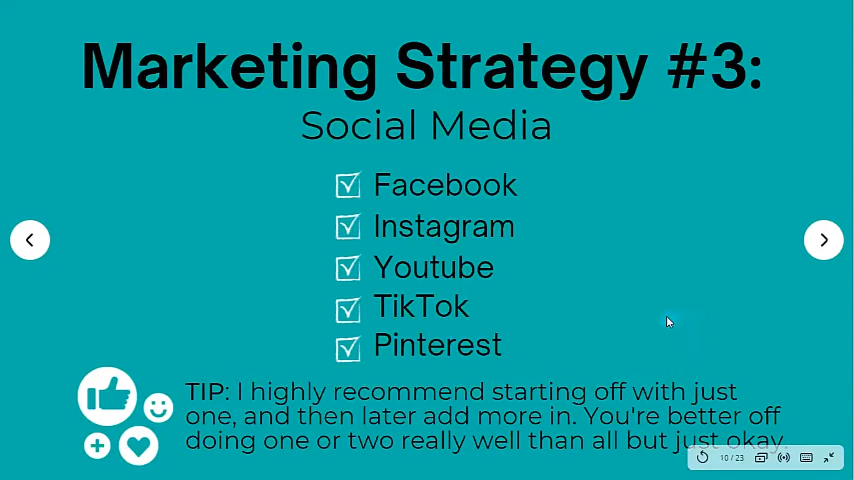 Marketing Strategy #3:
Social Media
Facebook
Instagram
Youtube
TikTok
Pinterest
TIP: I highly recommend starting off with just
one, and then later add more in. You're better off
doing one or two really well than all but just okay.
10 / 23